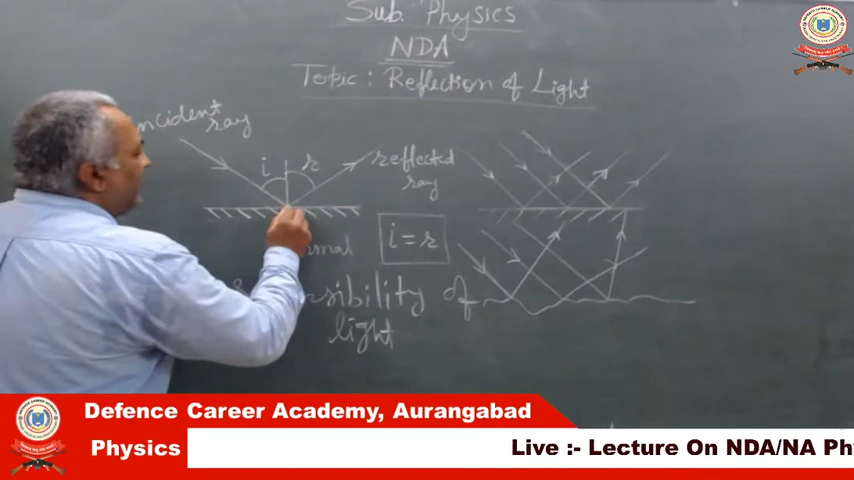 Sub. Physics
NDA
Topic : Reflection of Light
incident
ray
i r
reflected
ray
i = r
of
light
Defence Career Academy, Aurangabad
Physics
Live :- Lecture On NDA/NA Ph